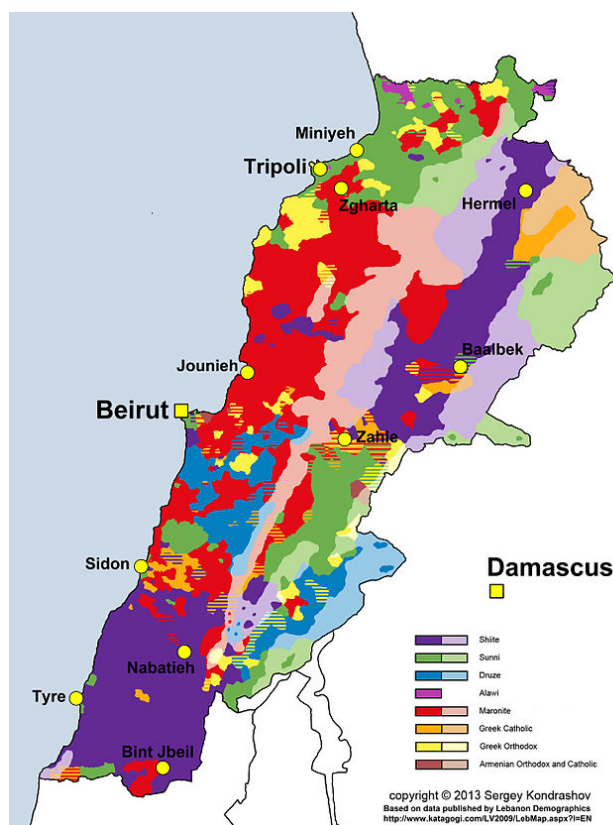 Miniyeh
Tripoli
Zgharta
Hermel
Jounieh
Baalbek
Beirut
Zahle
Sidon
Damascus
Nabatieh
Tyre
Bint Jbeil
Shiite
Sunni
Druze
Alawi
Maronite
Greek Catholic
Greek Orthodox
Armenian Orthodox and Catholic
copyright © 2013 Sergey Kondrashov
Based on data published by Lebanon Demographics
http://www.katagogi.com/LV2009/LebMap.aspx?l=EN